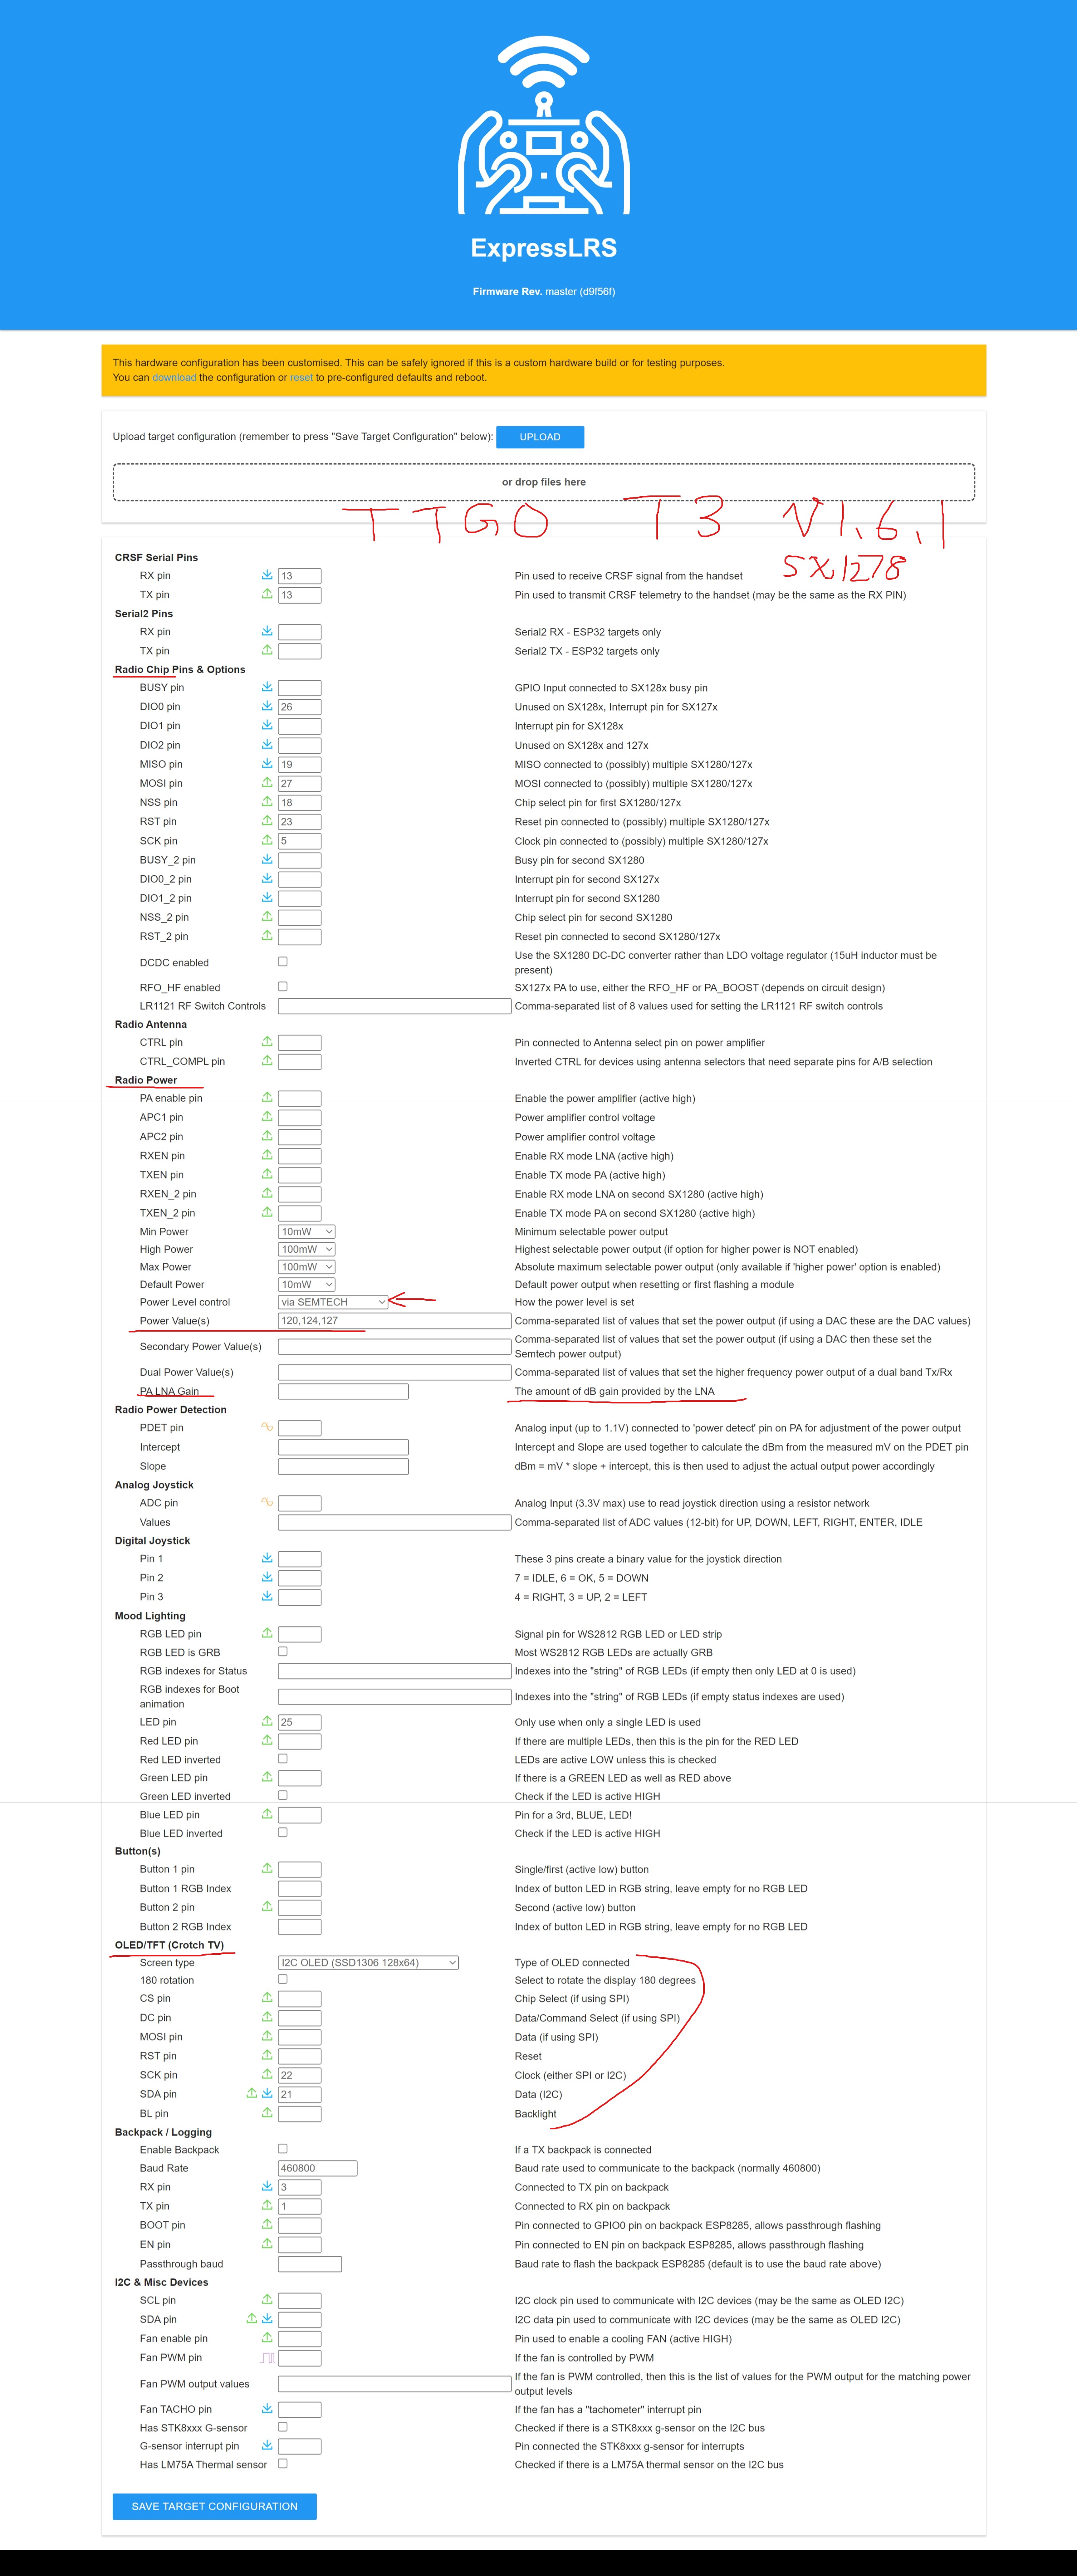 ExpressLRS
Firmware Rev. master (d9f56f)
This hardware configuration has been customised. This can be safely ignored if this is a custom hardware build or for testing purposes.
You can download the configuration or reset to pre-configured defaults and reboot.
Upload target configuration (remember to press "Save Target Configuration" below): UPLOAD
or drop files here
TTGO T3 V1.6.1
SX1278
CRSF Serial Pins
RX pin 13 Pin used to receive CRSF signal from the handset
TX pin 13 Pin used to transmit CRSF telemetry to the handset (may be the same as the RX PIN)
Serial2 Pins
RX pin Serial2 RX - ESP32 targets only
TX pin Serial2 TX - ESP32 targets only
Radio Chip Pins & Options
BUSY pin GPIO Input connected to SX128x busy pin
DIO0 pin 26 Unused on SX128x, Interrupt pin for SX127x
DIO1 pin Interrupt pin for SX128x
DIO2 pin Unused on SX128x and 127x
MISO pin 19 MISO connected to (possibly) multiple SX1280/127x
MOSI pin 27 MOSI connected to (possibly) multiple SX1280/127x
NSS pin 18 Chip select pin for first SX1280/127x
RST pin 23 Reset pin connected to (possibly) multiple SX1280/127x
SCK pin 5 Clock pin connected to (possibly) multiple SX1280/127x
BUSY_2 pin Busy pin for second SX1280
DIO0_2 pin Interrupt pin for second SX127x
DIO1_2 pin Interrupt pin for second SX1280
NSS_2 pin Chip select pin for second SX1280
RST_2 pin Reset pin connected to second SX1280/127x
DCDC enabled Use the SX1280 DC-DC converter rather than LDO voltage regulator (15uH inductor must be
present)
RFO_HF enabled SX127x PA to use, either the RFO_HF or PA_BOOST (depends on circuit design)
LR1121 RF Switch Controls Comma-separated list of 8 values used for setting the LR1121 RF switch controls
Radio Antenna
CTRL pin Pin connected to Antenna select pin on power amplifier
CTRL_COMPL pin Inverted CTRL for devices using antenna selectors that need separate pins for A/B selection
Radio Power
PA enable pin Enable the power amplifier (active high)
APC1 pin Power amplifier control voltage
APC2 pin Power amplifier control voltage
RXEN pin Enable RX mode LNA (active high)
TXEN pin Enable TX mode PA (active high)
RXEN_2 pin Enable RX mode LNA on second SX1280 (active high)
TXEN_2 pin Enable TX mode PA on second SX1280 (active high)
Min Power 10mW Minimum selectable power output
High Power 100mW Highest selectable power output (if option for higher power is NOT enabled)
Max Power 100mW Absolute maximum selectable power output (only available if 'higher power' option is enabled)
Default Power 10mW Default power output when resetting or first flashing a module
Power Level control via SEMTECH How the power level is set
Power Value(s) 120,124,127 Comma-separated list of values that set the power output (if using a DAC these are the DAC values)
Secondary Power Value(s) Comma-separated list of values that set the power output (if using a DAC then these set the
Semtech power output)
Dual Power Value(s) Comma-separated list of values that set the higher frequency power output of a dual band Tx/Rx
PA LNA Gain The amount of dB gain provided by the LNA
Radio Power Detection
PDET pin Analog input (up to 1.1V) connected to 'power detect' pin on PA for adjustment of the power output
Intercept Intercept and Slope are used together to calculate the dBm from the measured mV on the PDET pin
Slope dBm = mV * slope + intercept, this is then used to adjust the actual output power accordingly
Analog Joystick
ADC pin Analog Input (3.3V max) use to read joystick direction using a resistor network
Values Comma-separated list of ADC values (12-bit) for UP, DOWN, LEFT, RIGHT, ENTER, IDLE
Digital Joystick
Pin 1 These 3 pins create a binary value for the joystick direction
Pin 2 7 = IDLE, 6 = OK, 5 = DOWN
Pin 3 4 = RIGHT, 3 = UP, 2 = LEFT
Mood Lighting
RGB LED pin Signal pin for WS2812 RGB LED or LED strip
RGB LED is GRB Most WS2812 RGB LEDs are actually GRB
RGB indexes for Status Indexes into the "string" of RGB LEDs (if empty then only LED at 0 is used)
RGB indexes for Boot
animation Indexes into the "string" of RGB LEDs (if empty status indexes are used)
LED pin 25 Only use when only a single LED is used
Red LED pin If there are multiple LEDs, then this is the pin for the RED LED
Red LED inverted LEDs are active LOW unless this is checked
Green LED pin If there is a GREEN LED as well as RED above
Green LED inverted Check if the LED is active HIGH
Blue LED pin Pin for a 3rd, BLUE, LED!
Blue LED inverted Check if the LED is active HIGH
Button(s)
Button 1 pin Single/first (active low) button
Button 1 RGB Index Index of button LED in RGB string, leave empty for no RGB LED
Button 2 pin Second (active low) button
Button 2 RGB Index Index of button LED in RGB string, leave empty for no RGB LED
OLED/TFT (Crotch TV)
Screen type I2C OLED (SSD1306 128x64) Type of OLED connected
180 rotation Select to rotate the display 180 degrees
CS pin Chip Select (if using SPI)
DC pin Data/Command Select (if using SPI)
MOSI pin Data (if using SPI)
RST pin Reset
SCK pin 22 Clock (either SPI or I2C)
SDA pin 21 Data (I2C)
BL pin Backlight
Backpack / Logging
Enable Backpack If a TX backpack is connected
Baud Rate 460800 Baud rate used to communicate to the backpack (normally 460800)
RX pin 3 Connected to TX pin on backpack
TX pin 1 Connected to RX pin on backpack
BOOT pin Pin connected to GPIO0 pin on backpack ESP8285, allows passthrough flashing
EN pin Pin connected to EN pin on backpack ESP8285, allows passthrough flashing
Passthrough baud Baud rate to flash the backpack ESP8285 (default is to use the baud rate above)
I2C & Misc Devices
SCL pin I2C clock pin used to communicate with I2C devices (may be the same as OLED I2C)
SDA pin I2C data pin used to communicate with I2C devices (may be the same as OLED I2C)
Fan enable pin Pin used to enable a cooling FAN (active HIGH)
Fan PWM pin If the fan is controlled by PWM
Fan PWM output values If the fan is PWM controlled, then this is the list of values for the PWM output for the matching power
output levels
Fan TACHO pin If the fan has a "tachometer" interrupt pin
Has STK8xxx G-sensor Checked if there is a STK8xxx g-sensor on the I2C bus
G-sensor interrupt pin Pin connected the STK8xxx g-sensor for interrupts
Has LM75A Thermal sensor Checked if there is a LM75A thermal sensor on the I2C bus
SAVE TARGET CONFIGURATION